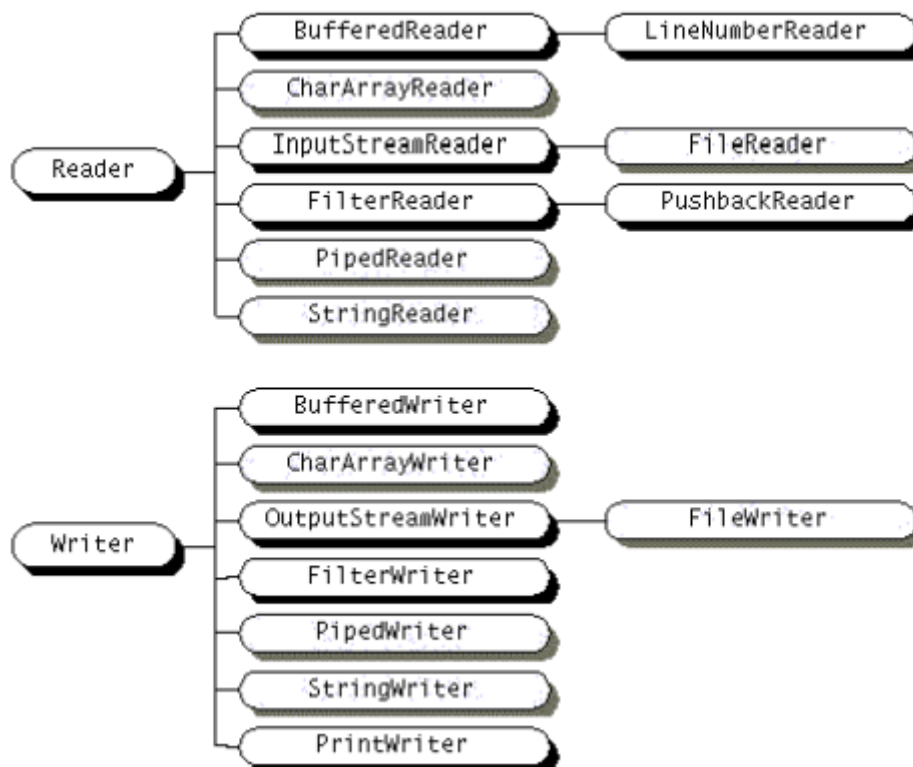 BufferedReader
LineNumberReader
CharArrayReader
InputStreamReader
FileReader
Reader
FilterReader
PushbackReader
PipedReader
StringReader
BufferedWriter
CharArrayWriter
OutputStreamWriter
FileWriter
Writer
FilterWriter
PipedWriter
StringWriter
PrintWriter